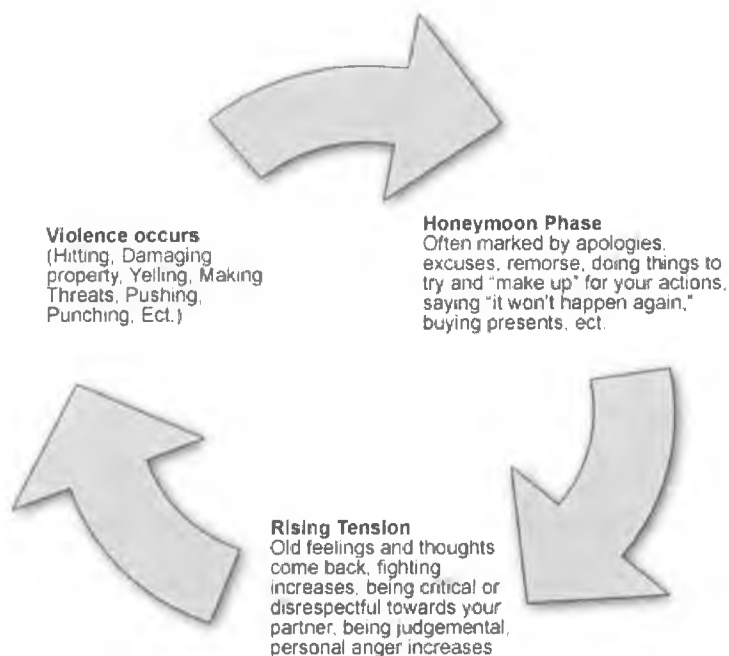 Violence occurs
(Hitting, Damaging
property, Yelling, Making
Threats, Pushing,
Punching, Ect.)
Honeymoon Phase
Often marked by apologies,
excuses, remorse, doing things to
try and "make up" for your actions,
saying "it won't happen again,"
buying presents, ect.
Rising Tension
Old feelings and thoughts
come back, fighting
increases, being critical or
disrespectful towards your
partner, being judgemental,
personal anger increases